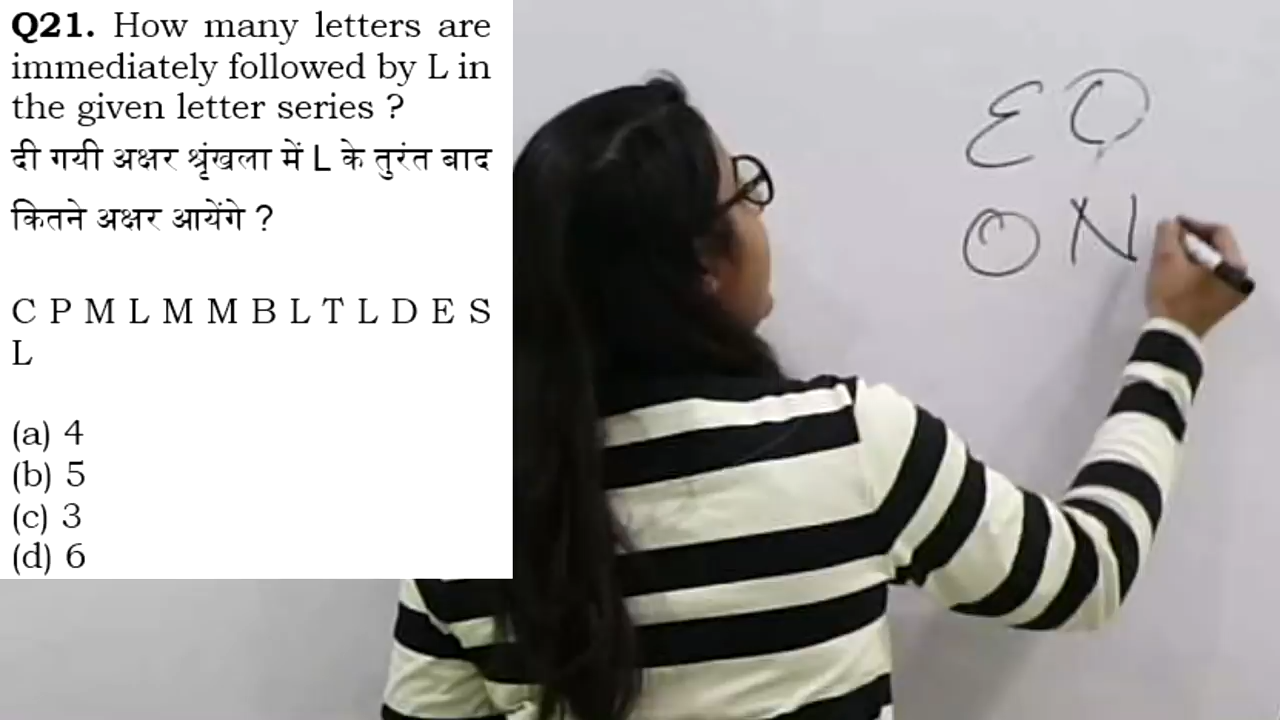 Q21. How many letters are
immediately followed by L in
the given letter series ?
दी गयी अक्षर श्रृंखला में L के तुरंत बाद
कितने अक्षर आयेंगे ?
C P M L M M B L T L D E S
L
(a) 4
(b) 5
(c) 3
(d) 6
E Q
O N